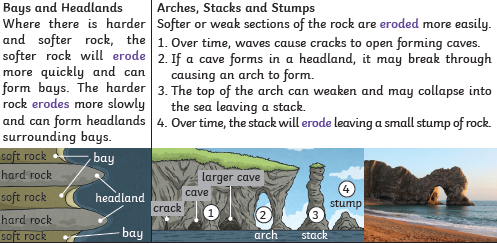 Bays and Headlands
Where there is harder
and softer rock, the
softer rock will erode
more quickly and can
form bays. The harder
rock erodes more slowly
and can form headlands
surrounding bays.
soft rock
hard rock
soft rock
hard rock
soft rock
bay
headland
bay
Arches, Stacks and Stumps
Softer or weak sections of the rock are eroded more easily.
1. Over time, waves cause cracks to open forming caves.
2. If a cave forms in a headland, it may break through
causing an arch to form.
3. The top of the arch can weaken and may collapse into
the sea leaving a stack.
4. Over time, the stack will erode leaving a small stump of rock.
larger cave
cave
crack
1
2
3
4
stump
arch
stack